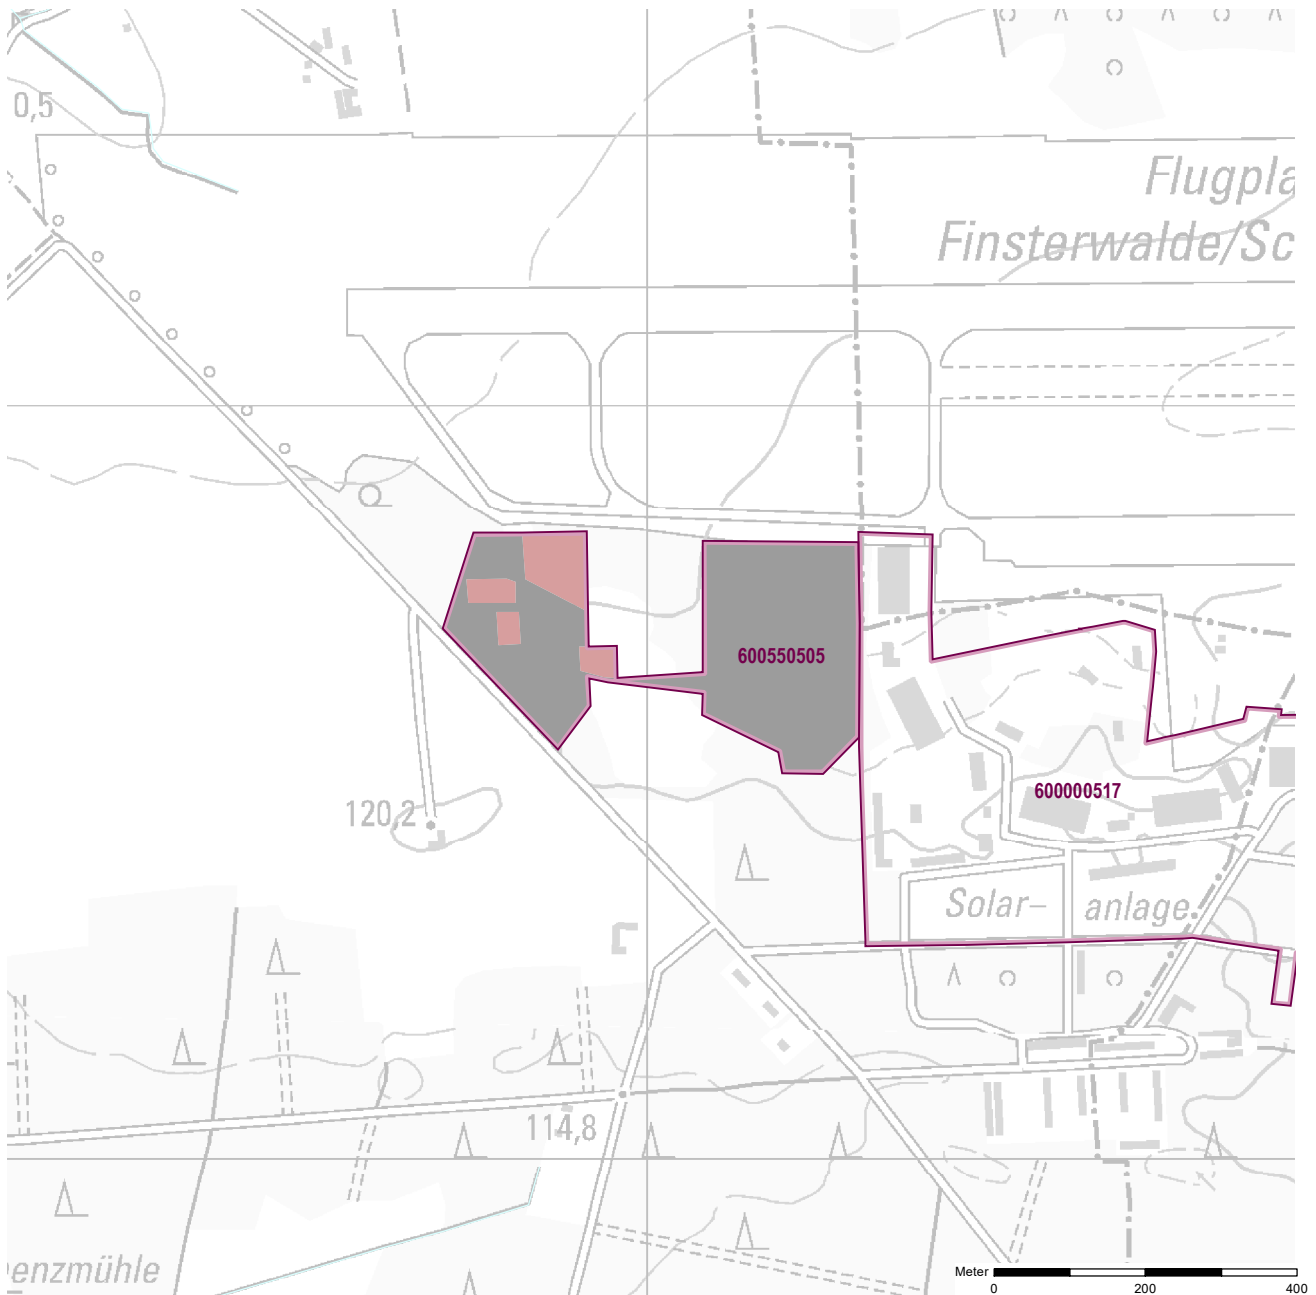 0,5
Flugpla
Finsterwalde/Sc
600550505
600000517
120,2
Solar-
anlage
114,8
enzmühle
Meter
0
200
400